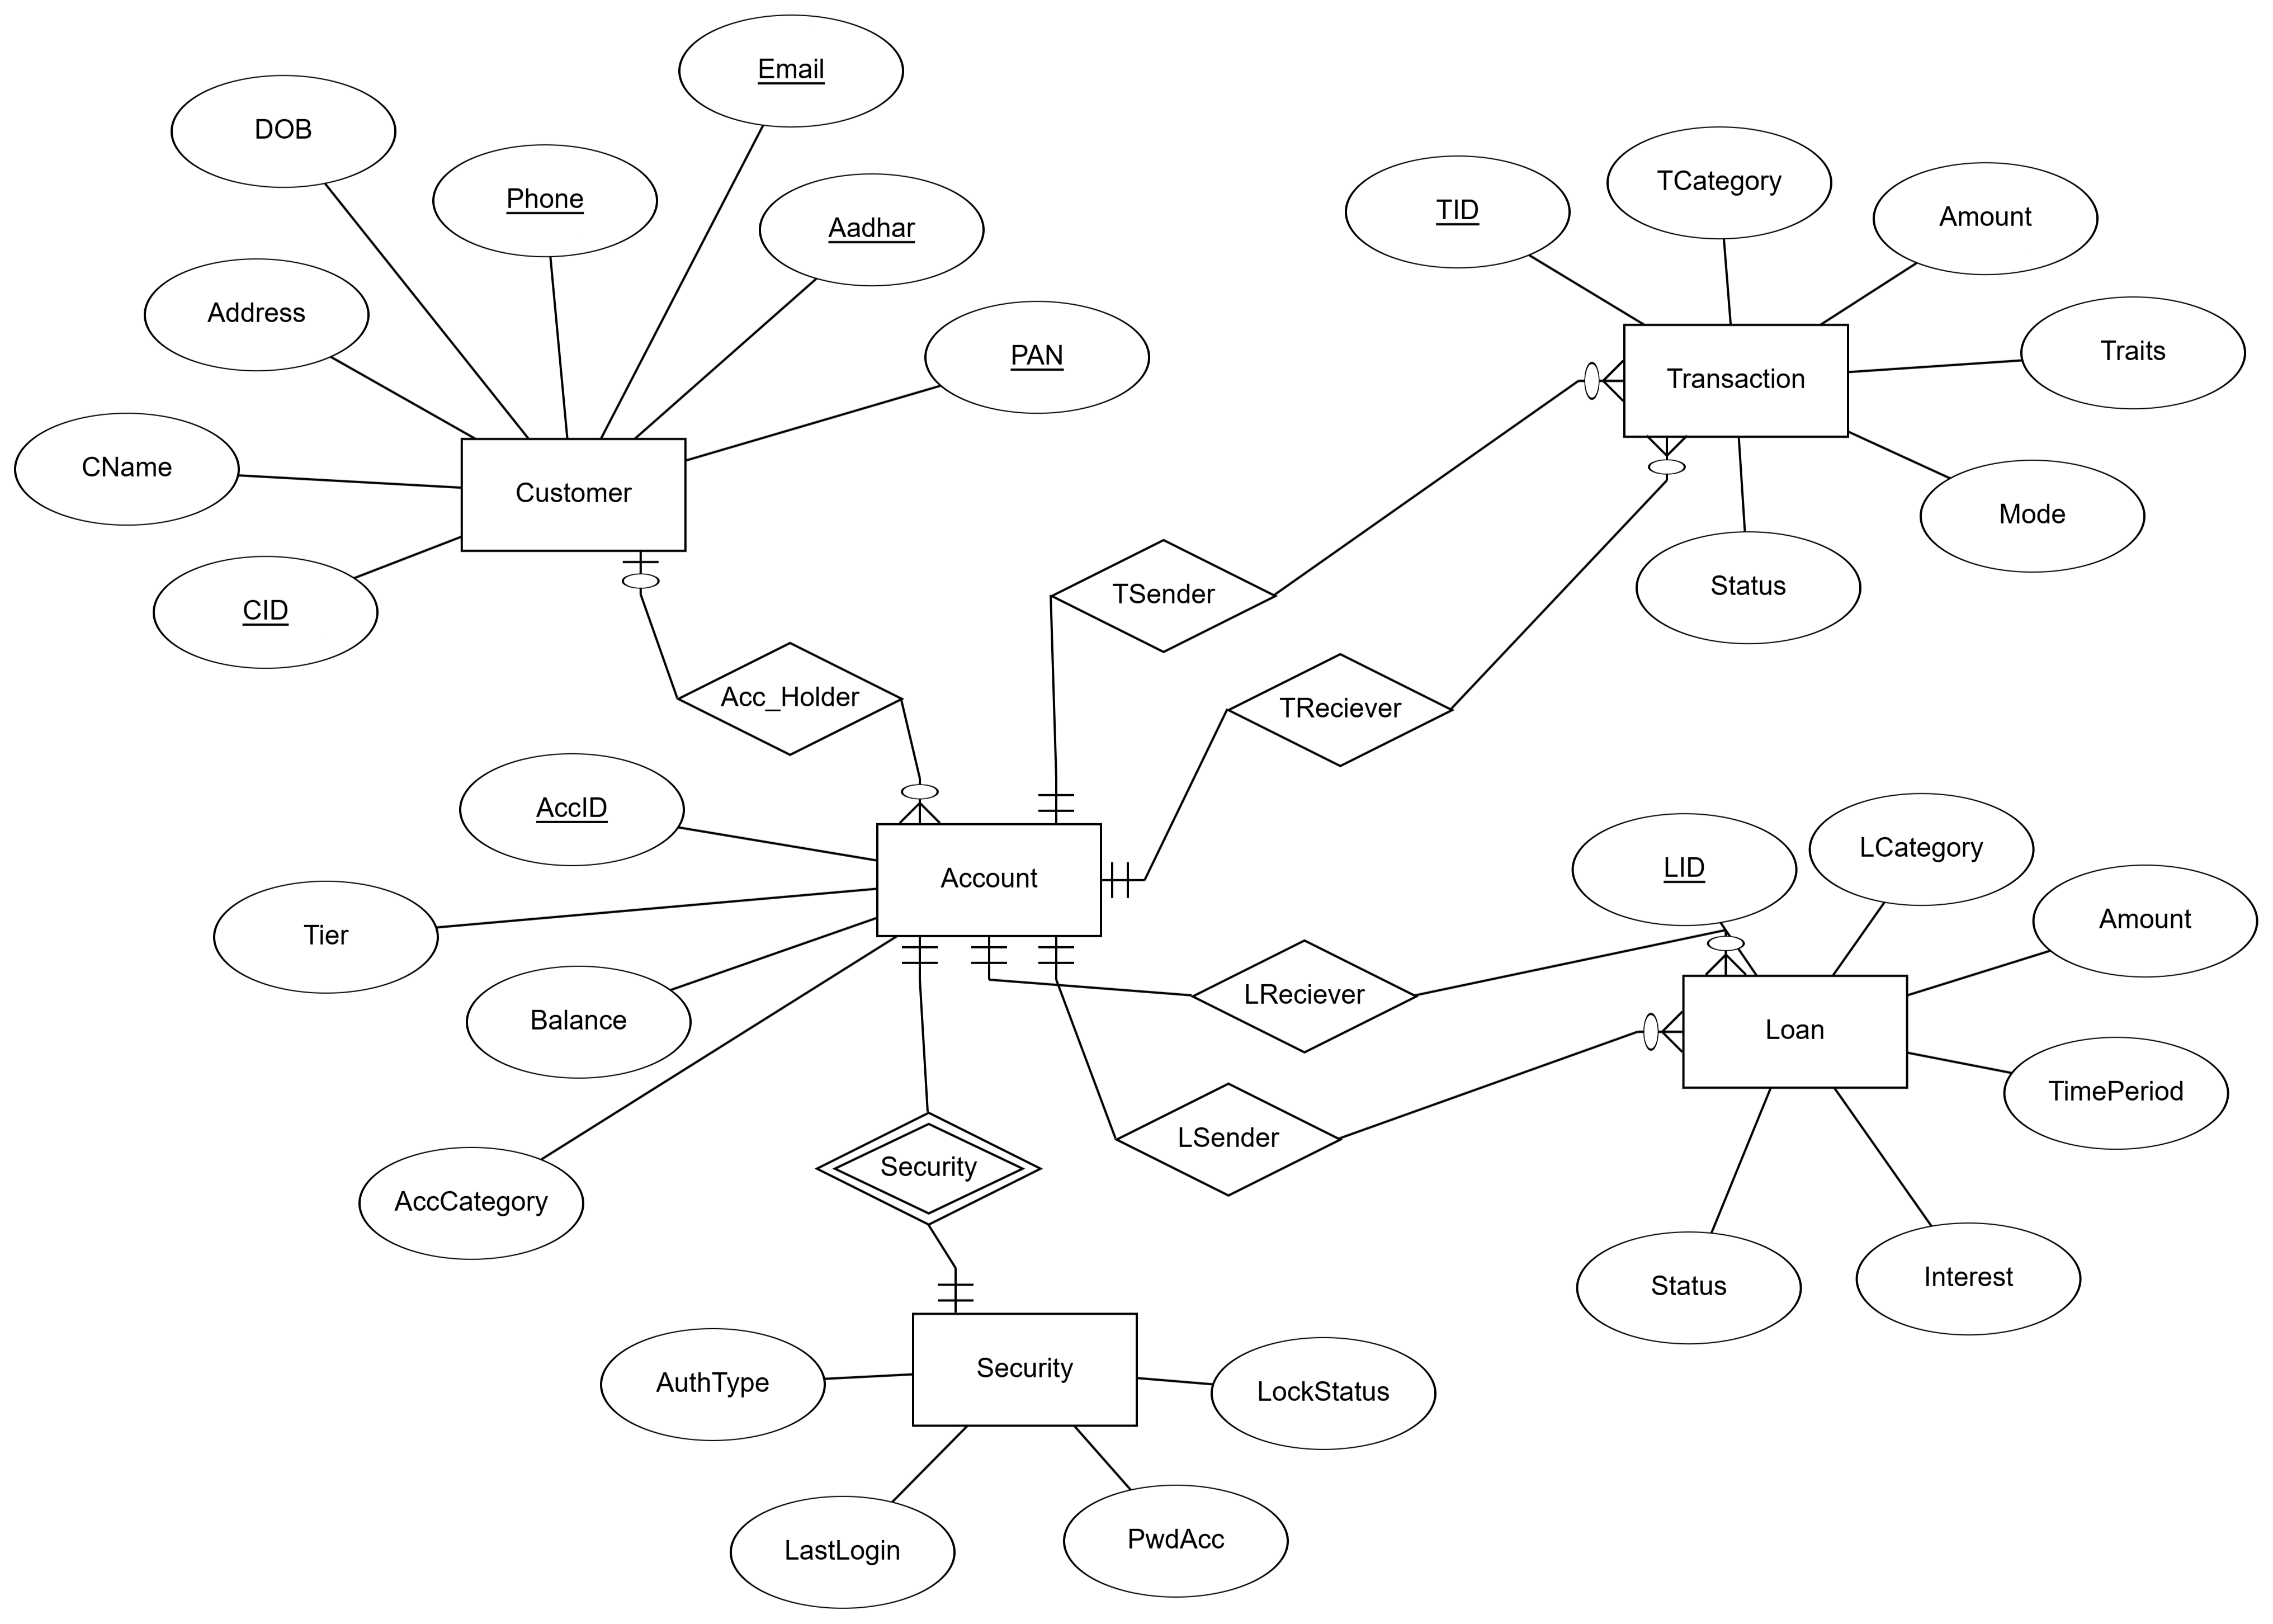 Email
DOB
Phone
Aadhar
TCategory
TID
Amount
Address
PAN
Traits
Transaction
CName
Customer
Mode
CID
Status
TSender
Acc_Holder
TReciever
AccID
LCategory
LID
Account
Amount
Tier
Balance
LReciever
Loan
TimePeriod
LSender
Security
AccCategory
Status
Interest
Security
AuthType
LockStatus
LastLogin
PwdAcc